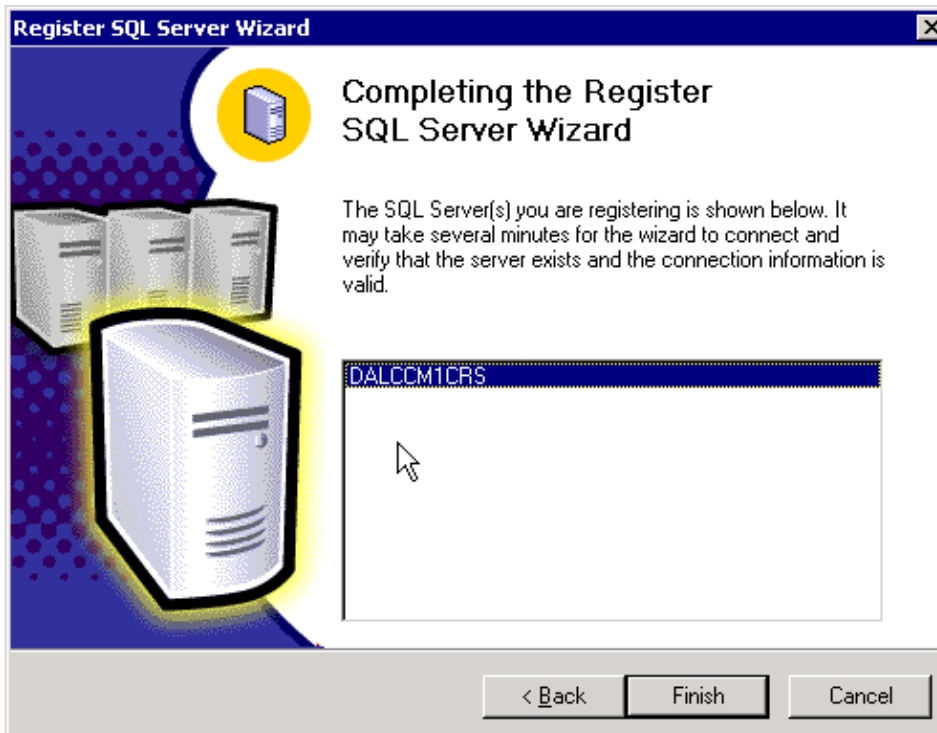 Register SQL Server Wizard
Completing the Register
SQL Server Wizard
The SQL Server(s) you are registering is shown below. It
may take several minutes for the wizard to connect and
verify that the server exists and the connection information is
valid.
DALCCM1CRS
< Back
Finish
Cancel